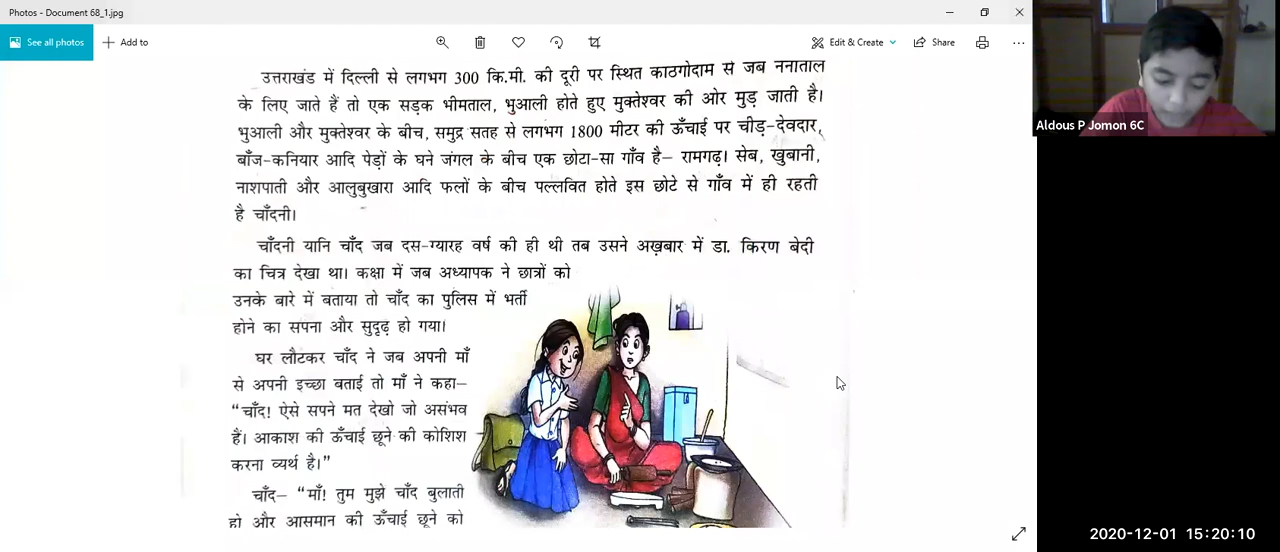 Photos - Document 68_1.jpg
See all photos
Add to
Edit & Create
Share
उत्तराखंड में दिल्ली से लगभग 300 कि.मी. की दूरी पर स्थित काठगोदाम से जब ननाताल
के लिए जाते हैं तो एक सड़क भीमताल, भुआली होते हुए मुक्तेश्वर की ओर मुड़ जाती है।
भुआली और मुक्तेश्वर के बीच, समुद्र सतह से लगभग 1800 मीटर की ऊँचाई पर चीड़-देवदार,
बाँज-कनियार आदि पेड़ों के घने जंगल के बीच एक छोटा-सा गाँव है– रामगढ़। सेब, खुबानी,
नाशपाती और आलुबुखारा आदि फलों के बीच पल्लवित होते इस छोटे से गाँव में ही रहती
है चाँदनी।
चाँदनी यानि चाँद जब दस-ग्यारह वर्ष की ही थी तब उसने अख़बार में डा. किरण बेदी
का चित्र देखा था। कक्षा में जब अध्यापक ने छात्रों को
उनके बारे में बताया तो चाँद का पुलिस में भर्ती
होने का सपना और सुदृढ़ हो गया।
घर लौटकर चाँद ने जब अपनी माँ
से अपनी इच्छा बताई तो माँ ने कहा–
“चाँद! ऐसे सपने मत देखो जो असंभव
हैं। आकाश की ऊँचाई छूने की कोशिश
करना व्यर्थ है।”
चाँद– “माँ! तुम मुझे चाँद बुलाती
हो और आसमान की ऊँचाई छूने को
Aldous P Jomon 6C
2020-12-01 15:20:10